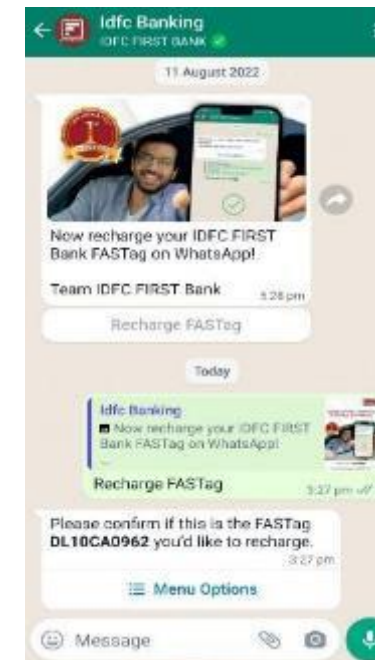 Idfc Banking
IDFC FIRST BANK
11 August 2022
1st
Now recharge your IDFC FIRST
Bank FASTag on WhatsApp!
Team IDFC FIRST Bank
5:28 pm
Recharge FASTag
Today
Idfc Banking
Now recharge your IDFC FIRST
Bank FASTag on WhatsApp!
...
Recharge FASTag
3:27 pm
Please confirm if this is the FASTag
DL10CA0962 you'd like to recharge.
3:27 pm
Menu Options
Message